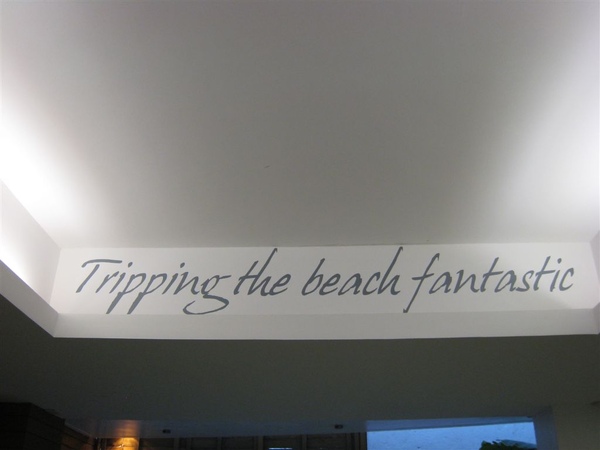 Tripping the beach fantastic